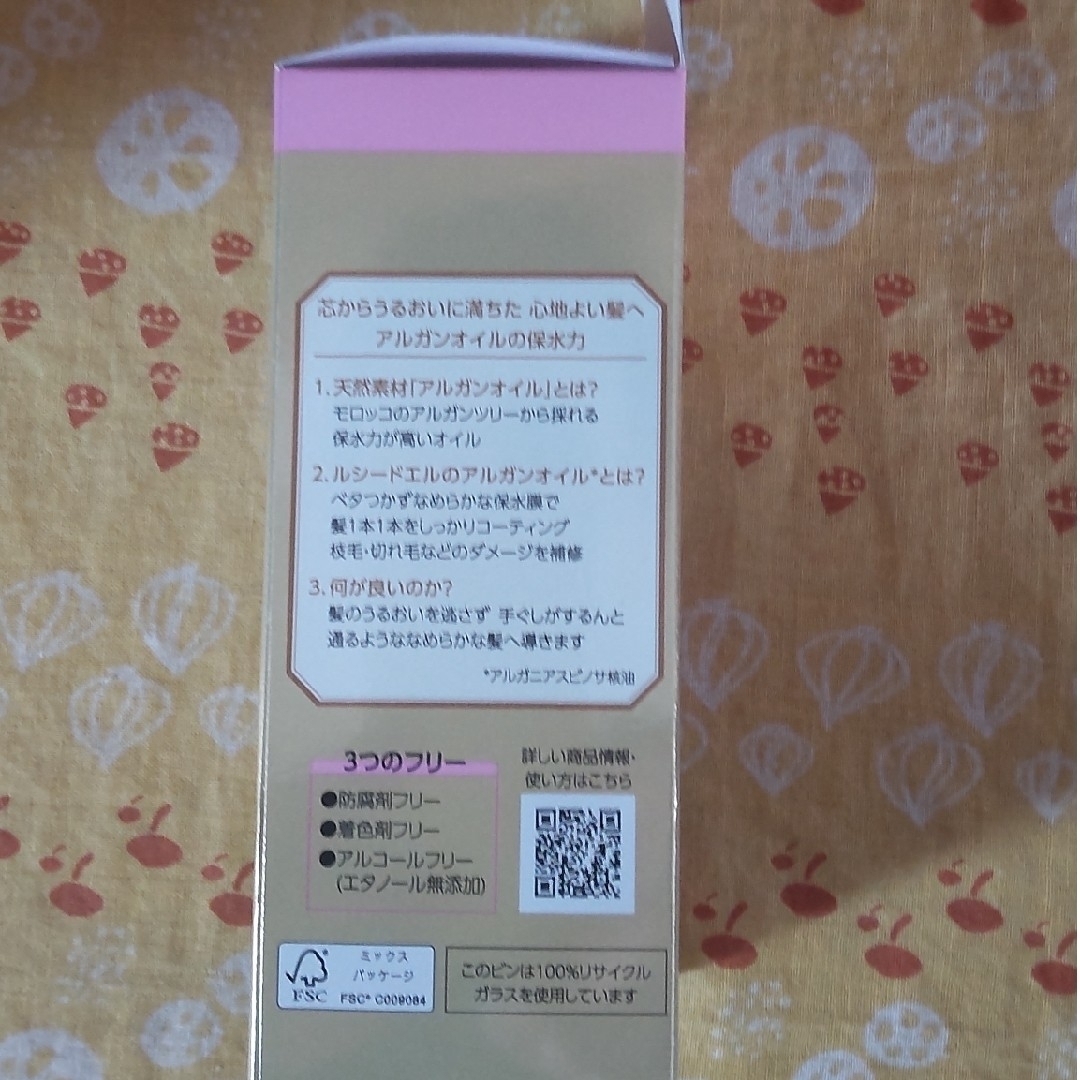 芯からうるおいに満ちた 心地よい髪へ
アルガンオイルの保水力
1.天然素材「アルガンオイル」とは?
モロッコのアルガンツリーから採れる
保水力が高いオイル
2.ルシードエルのアルガンオイル*とは?
ベタつかずなめらかな保水膜で
髪1本1本をしっかりコーティング
枝毛・切れ毛などのダメージを補修
3.何が良いのか?
髪のうるおいを逃さず 手ぐしがするんと
通るようななめらかな髪へ導きます
*アルガニアスピノサ核油
3つのフリー
●防腐剤フリー
●着色剤フリー
●アルコールフリー
(エタノール無添加)
詳しい商品情報・
使い方はこちら
FSC
ミックス
パッケージ
FSC® C009084
このビンは100%リサイクル
ガラスを使用しています